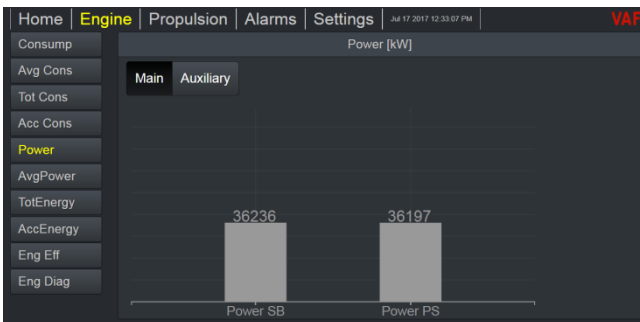 Home Engine Propulsion Alarms Settings Jul 17 2017 12:33:07 PM VAF
Consump
Power [kW]
Avg Cons
Main Auxiliary
Tot Cons
Acc Cons
Power
AvgPower
TotEnergy
AccEnergy
36236 36197
Eng Eff
Eng Diag
Power SB Power PS